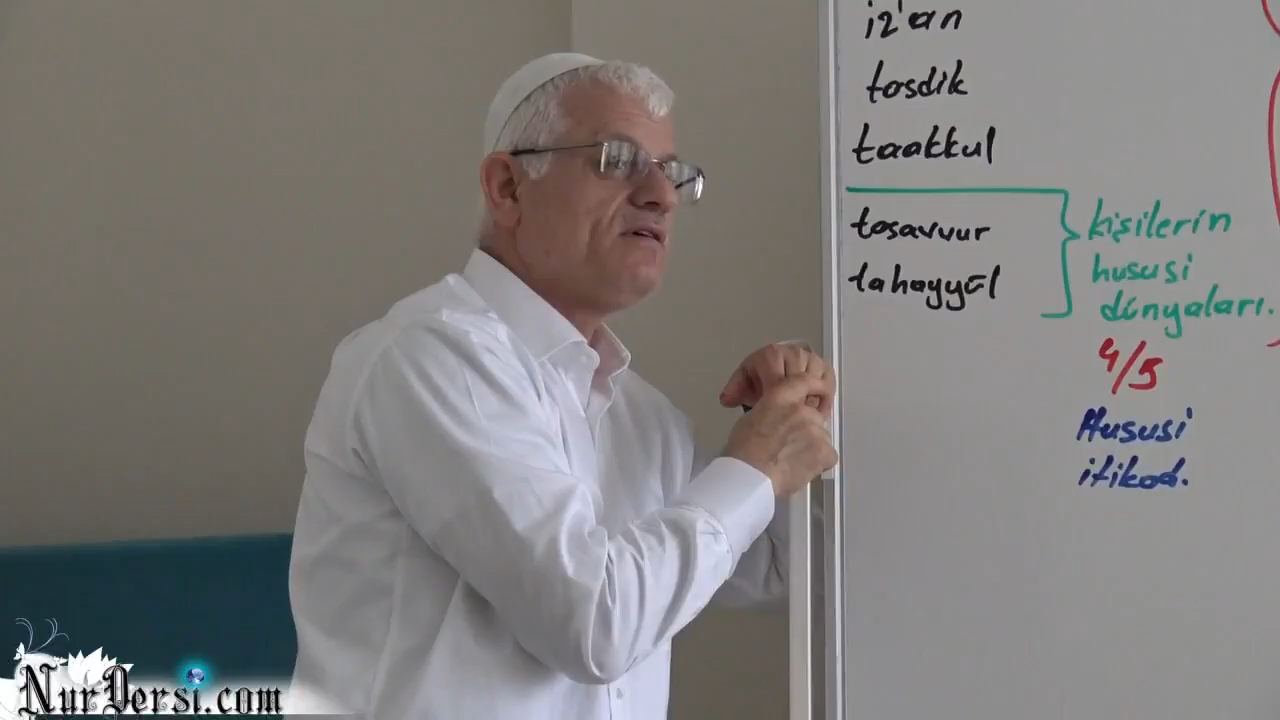 iz'an
tasdik
taakkul
tasavvur
tahayyül
kişilerin
hususi
dünyaları.
4/5
Hususi
itikad.
NurDersi.com